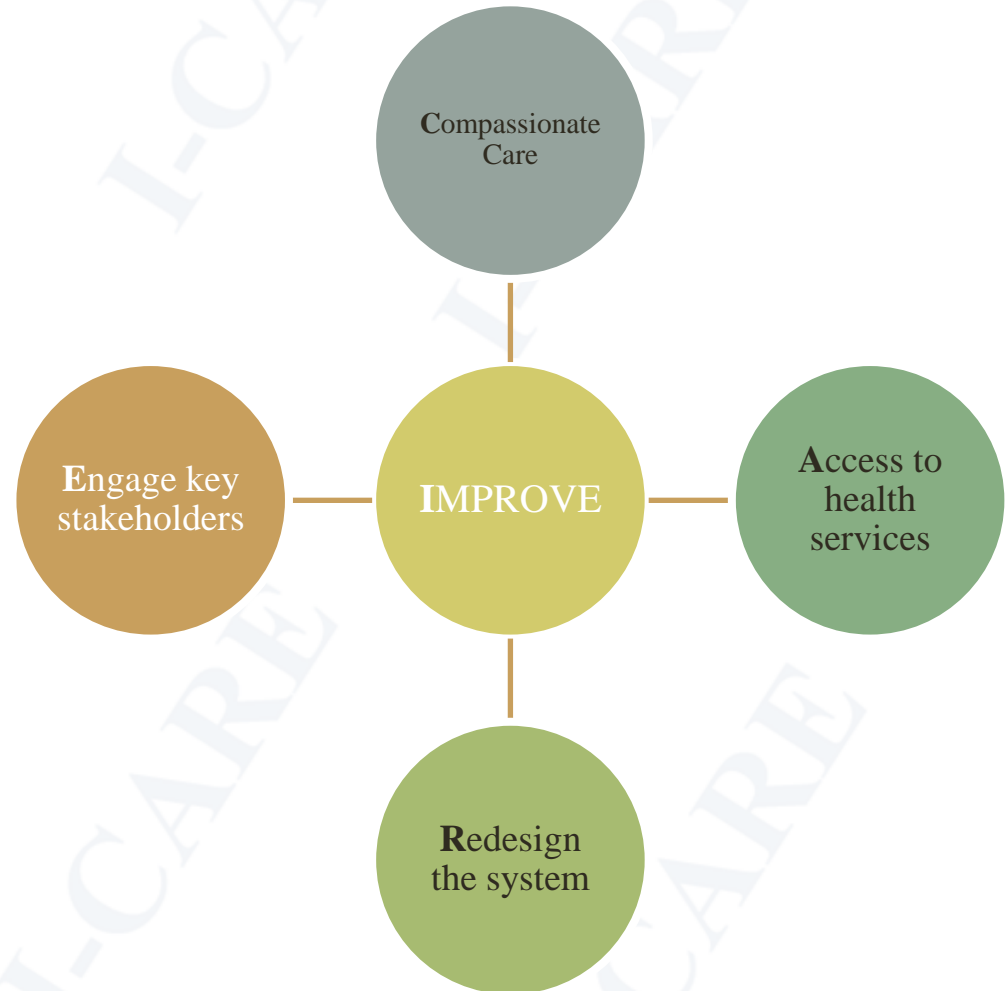 I-CARE
I-CARE
Compassionate
Care
Engage key
stakeholders
IMPROVE
Access to
health
services
Redesign
the system
I-CARE
I-CARE